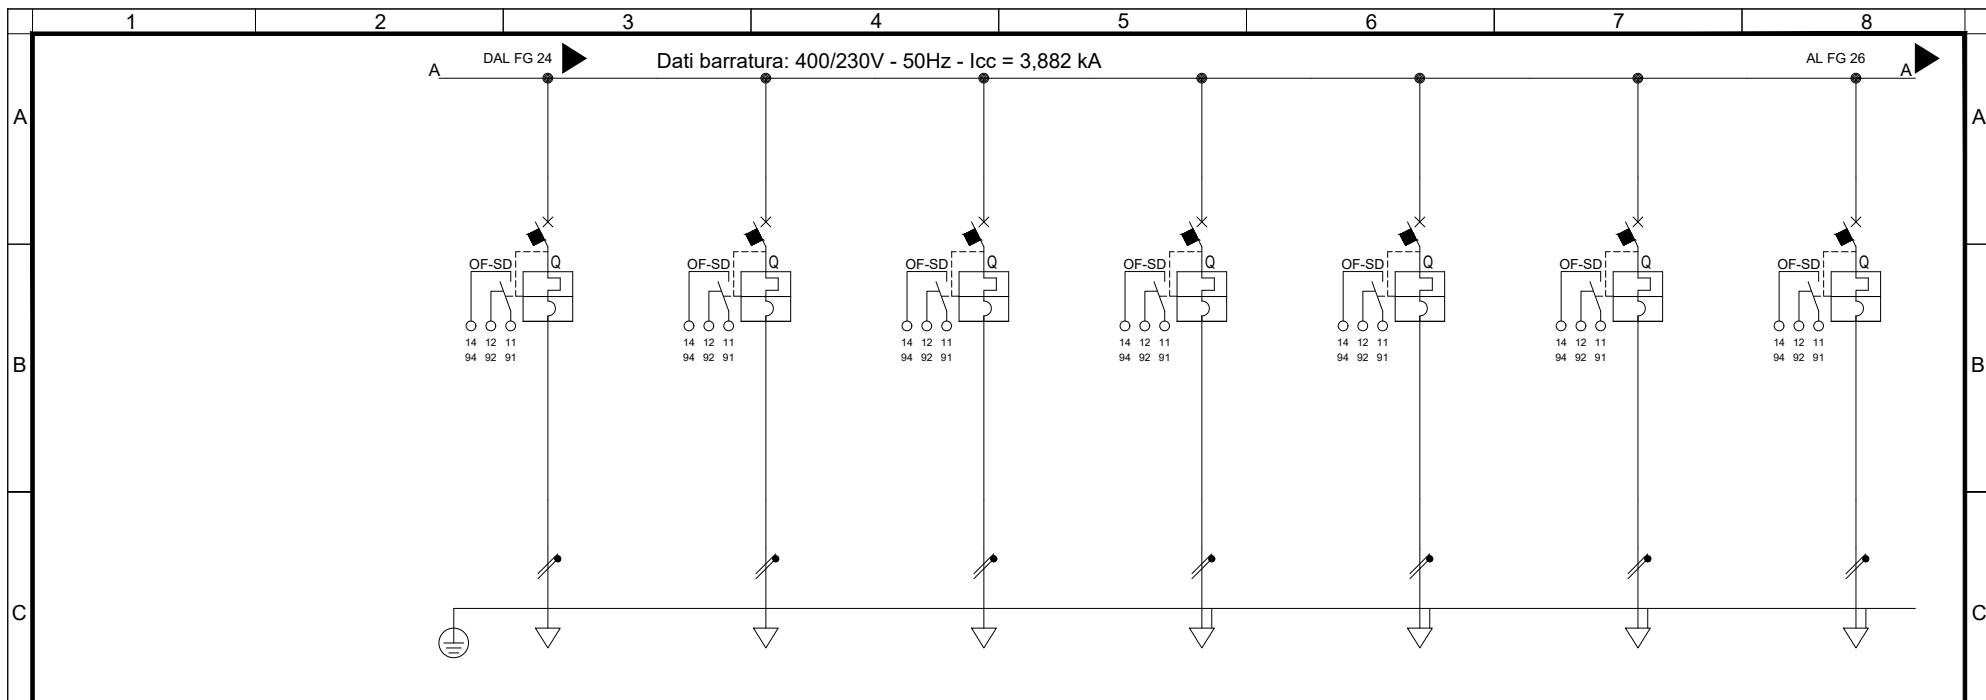 1 2 3 4 5 6 7 8
DAL FG 24 Dati barratura: 400/230V - 50Hz - Icc = 3,882 kA AL FG 26
A A
A A
OF-SD Q OF-SD Q OF-SD Q OF-SD Q OF-SD Q OF-SD Q OF-SD Q
14 12 11 14 12 11 14 12 11 14 12 11 14 12 11 14 12 11 14 12 11
94 92 91 94 92 91 94 92 91 94 92 91 94 92 91 94 92 91 94 92 91
B B
C C